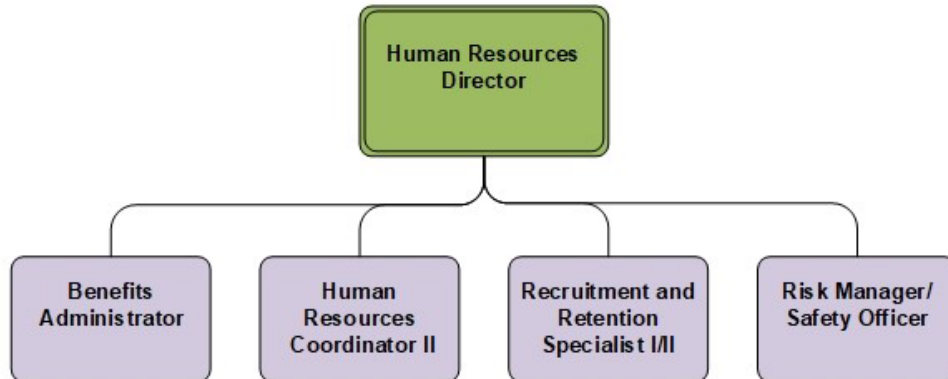 Human Resources
Director
Benefits
Administrator
Human
Resources
Coordinator II
Recruitment and
Retention
Specialist I/II
Risk Manager/
Safety Officer